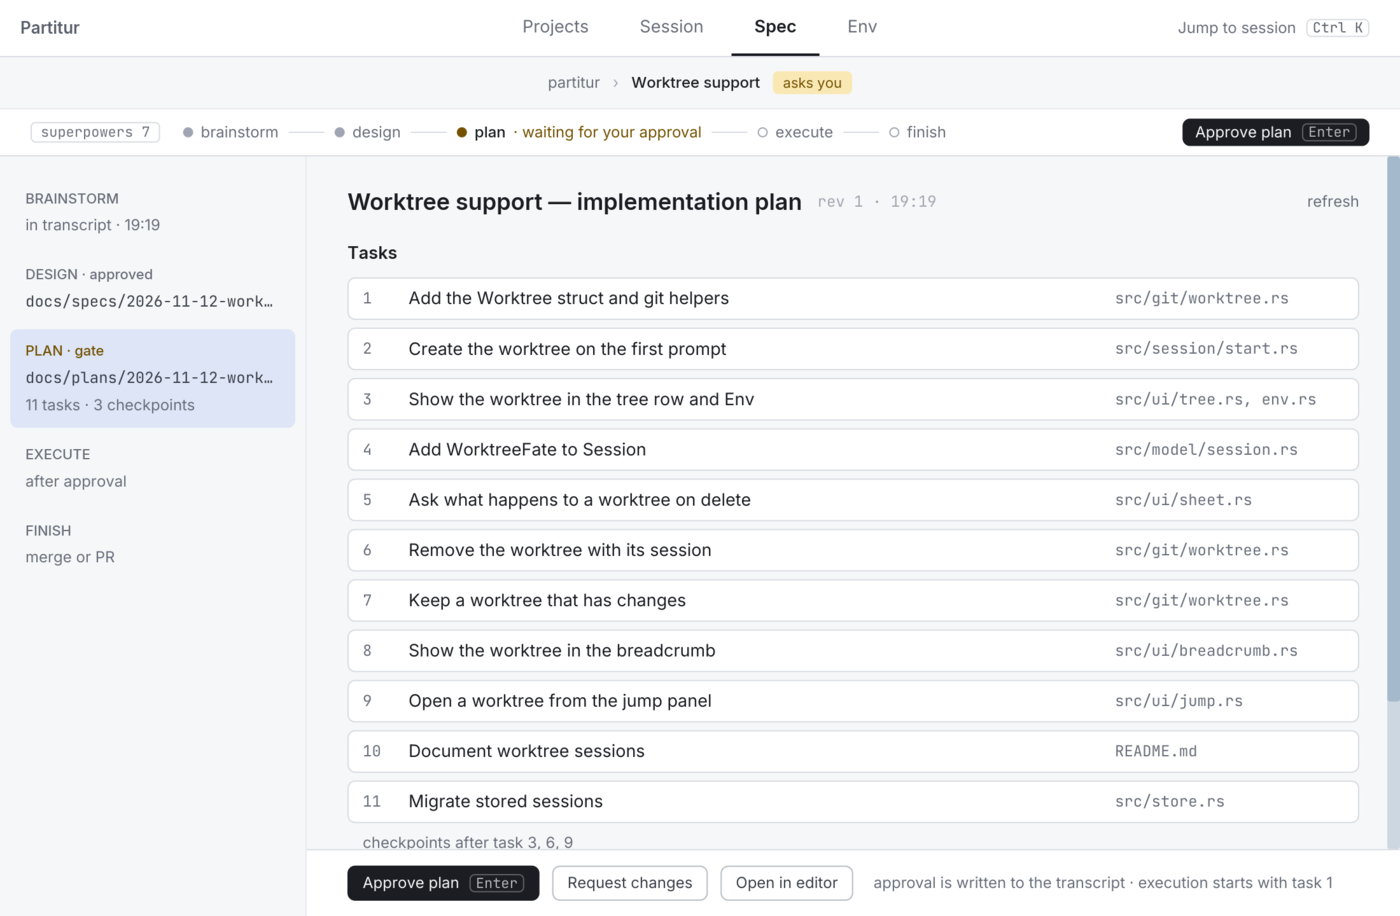 Partitur
Projects Session Spec Env
Jump to session Ctrl K
partitur › Worktree support asks you
superpowers 7 brainstorm design plan · waiting for your approval execute finish
Approve plan Enter
BRAINSTORM
in transcript · 19:19
DESIGN · approved
docs/specs/2026-11-12-work…
PLAN · gate
docs/plans/2026-11-12-work…
11 tasks · 3 checkpoints
EXECUTE
after approval
FINISH
merge or PR
Worktree support — implementation plan rev 1 · 19:19 refresh
Tasks
1 Add the Worktree struct and git helpers src/git/worktree.rs
2 Create the worktree on the first prompt src/session/start.rs
3 Show the worktree in the tree row and Env src/ui/tree.rs, env.rs
4 Add WorktreeFate to Session src/model/session.rs
5 Ask what happens to a worktree on delete src/ui/sheet.rs
6 Remove the worktree with its session src/git/worktree.rs
7 Keep a worktree that has changes src/git/worktree.rs
8 Show the worktree in the breadcrumb src/ui/breadcrumb.rs
9 Open a worktree from the jump panel src/ui/jump.rs
10 Document worktree sessions README.md
11 Migrate stored sessions src/store.rs
checkpoints after task 3, 6, 9
Approve plan Enter Request changes Open in editor approval is written to the transcript · execution starts with task 1